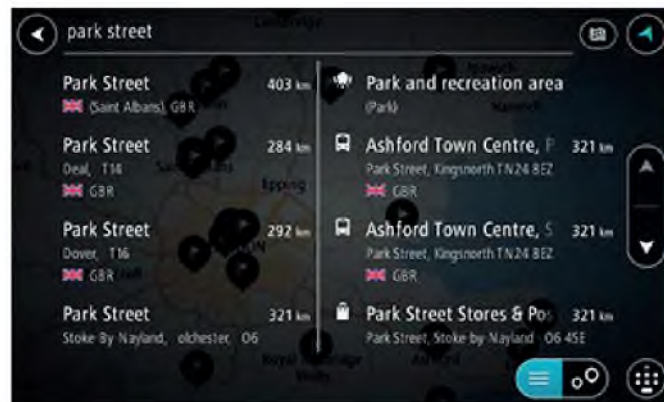 park street
Park Street 403 km
(Saint Albans), GBR
Park Street 284 km
Deal, T14
GBR
Park Street 292 km
Dover, T16
GBR
Park Street 321 km
Stoke By Nayland, olchester, O6
Park and recreation area
(Park)
Ashford Town Centre, P 321 km
Park Street, Kingsnorth TN24 8EZ
GBR
Ashford Town Centre, S 321 km
Park Street, Kingsnorth TN24 8EZ
GBR
Park Street Stores & Pos 321 km
Park Street, Stoke-by-Nayland O6 4SE
Epping